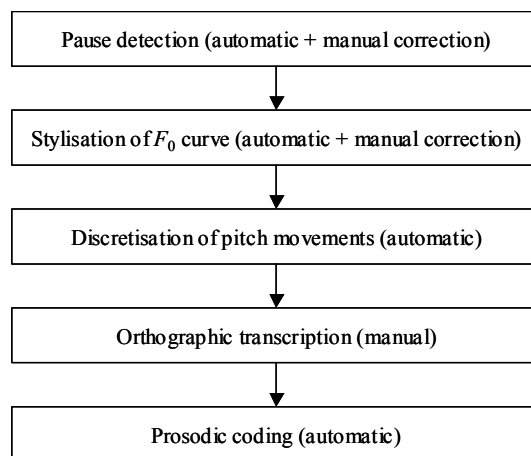 Pause detection (automatic + manual correction)
Stylisation of F₀ curve (automatic + manual correction)
Discretisation of pitch movements (automatic)
Orthographic transcription (manual)
Prosodic coding (automatic)